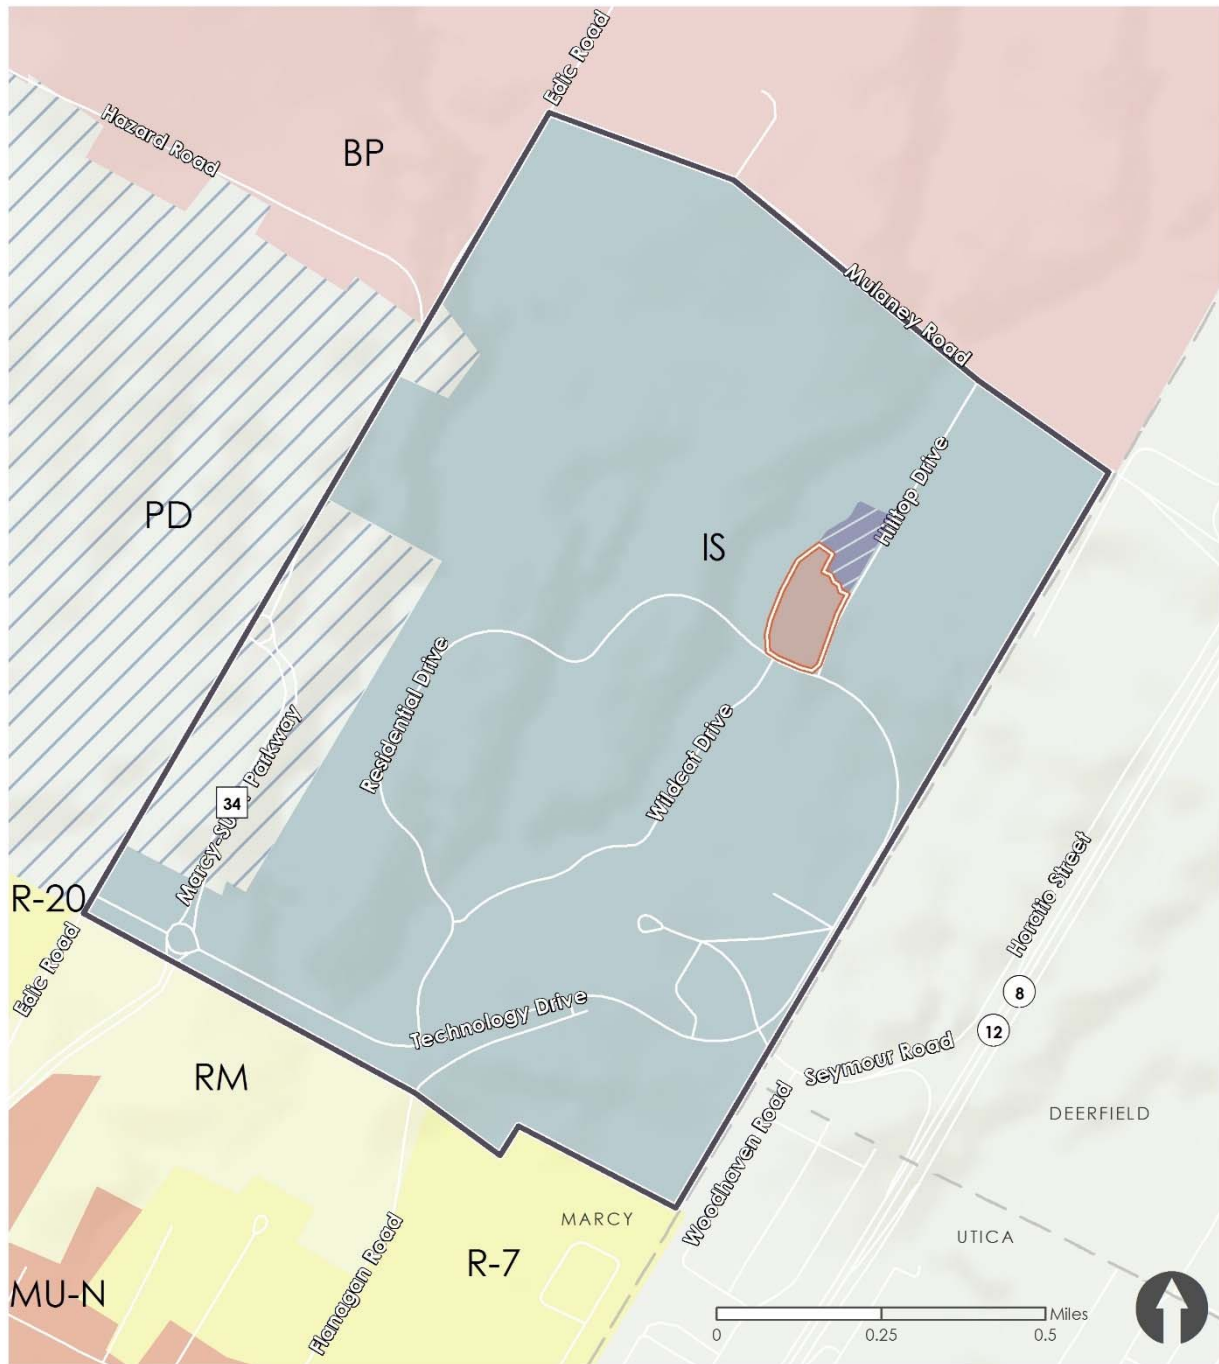 Edic Road
Hazard Road
BP
Mulaney Road
PD
IS
Hilltop Drive
Residential Drive
Wildcat Drive
Marcy-
Parkway
34
R-20
Edic Road
Horatio Street
8
12
Technology Drive
Seymour Road
RM
Woodhaven Road
DEERFIELD
MARCY
UTICA
R-7
Flanagan Road
MU-N
Miles
0
0.25
0.5